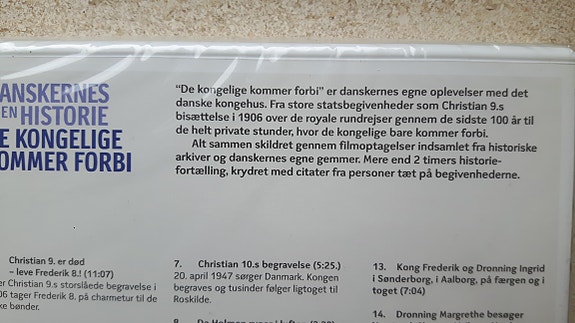 ANSKERNES
EN HISTORIE
E KONGELIGE
OMMER FORBI
"De kongelige kommer forbi" er danskernes egne oplevelser med det
danske kongehus. Fra store statsbegivenheder som Christian 9.s
bisættelse i 1906 over de royale rundrejser gennem de sidste 100 år til
de helt private stunder, hvor de kongelige bare kommer forbi.
Alt sammen skildret gennem filmoptagelser indsamlet fra historiske
arkiver og danskernes egne gemmer. Mere end 2 timers historie-
fortælling, krydret med citater fra personer tæt på begivenhederne.
Christian 9. er død
– leve Frederik 8.! (11:07)
er Christian 9.s storslåede begravelse i
06 tager Frederik 8. på charmetur til de
ke bønder.
7. Christian 10.s begravelse (5:25.)
20. april 1947 sørger Danmark. Kongen
begraves og tusinder følger ligtoget til
Roskilde.
13. Kong Frederik og Dronning Ingrid
i Sønderborg, i Aalborg, på færgen og i
toget (7:04)
14. Dronning Margrethe besøger